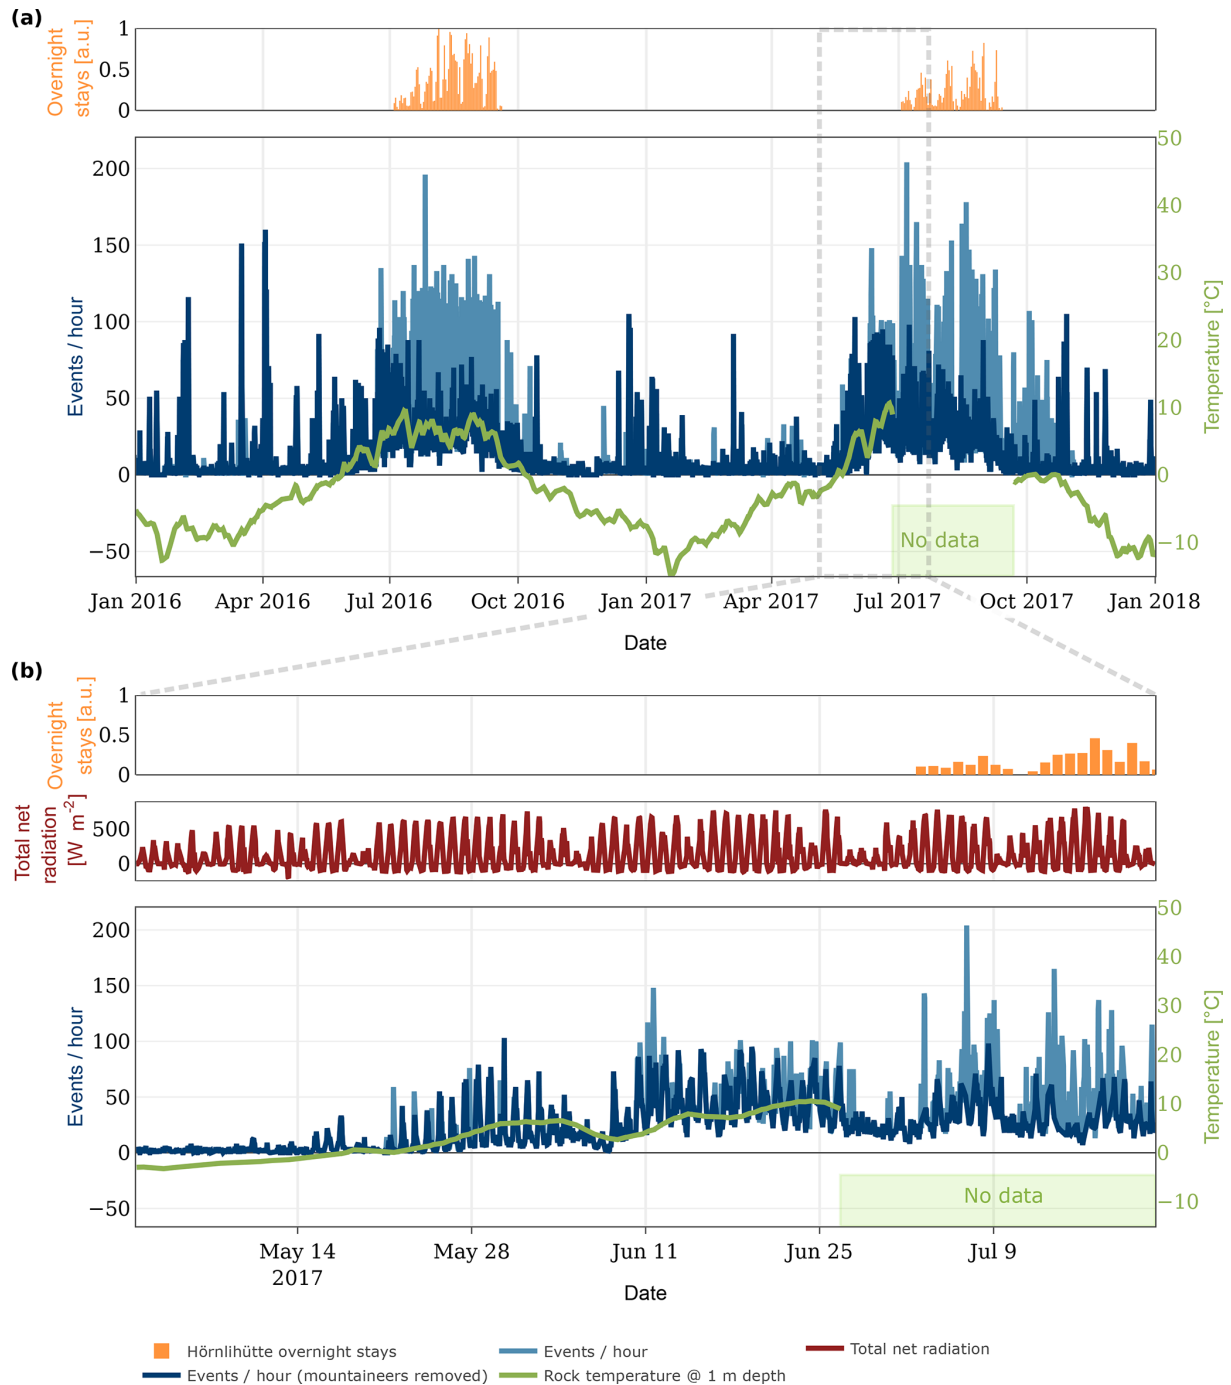 (a)
Overnight
stays [a.u.]
1
0.5
0
Events / hour
200
150
100
50
0
−50
50
40
30
20
10
0
−10
Temperature [°C]
No data
Jan 2016
Apr 2016
Jul 2016
Oct 2016
Jan 2017
Apr 2017
Jul 2017
Oct 2017
Jan 2018
Date
(b)
Overnight
stays [a.u.]
1
0.5
0
Total net
radiation
[W m-2]
500
0
Events / hour
200
150
100
50
0
−50
50
40
30
20
10
0
−10
Temperature [°C]
No data
May 14
2017
May 28
Jun 11
Jun 25
Jul 9
Date
Hörnlihütte overnight stays
Events / hour
Total net radiation
Events / hour (mountaineers removed)
Rock temperature @ 1 m depth